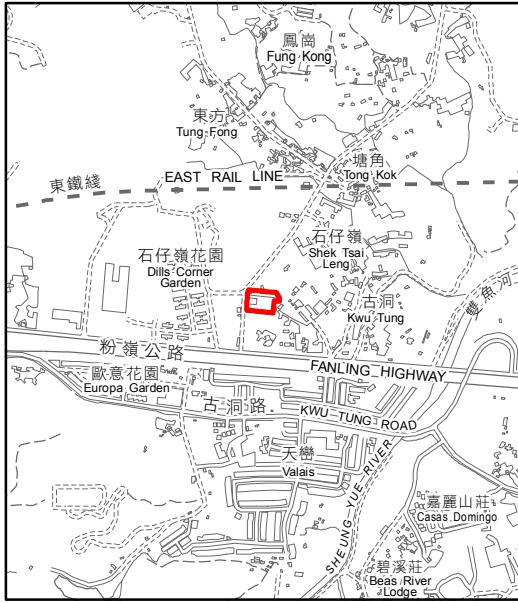 鳳崗
Fung Kong
東方
Tung Fong
塘角
Tong Kok
東鐵綫
EAST RAIL LINE
石仔嶺
Shek Tsai
Leng
石仔嶺花園
Dills Corner
Garden
古洞
Kwu Tung
雙魚河
粉嶺公路
FANLING HIGHWAY
歐意花園
Europa Garden
古洞路
KWU TUNG ROAD
天巒
Valais
SHEUNG YUE RIVER
嘉麗山莊
Casas Domingo
碧溪莊
Beas River
Lodge